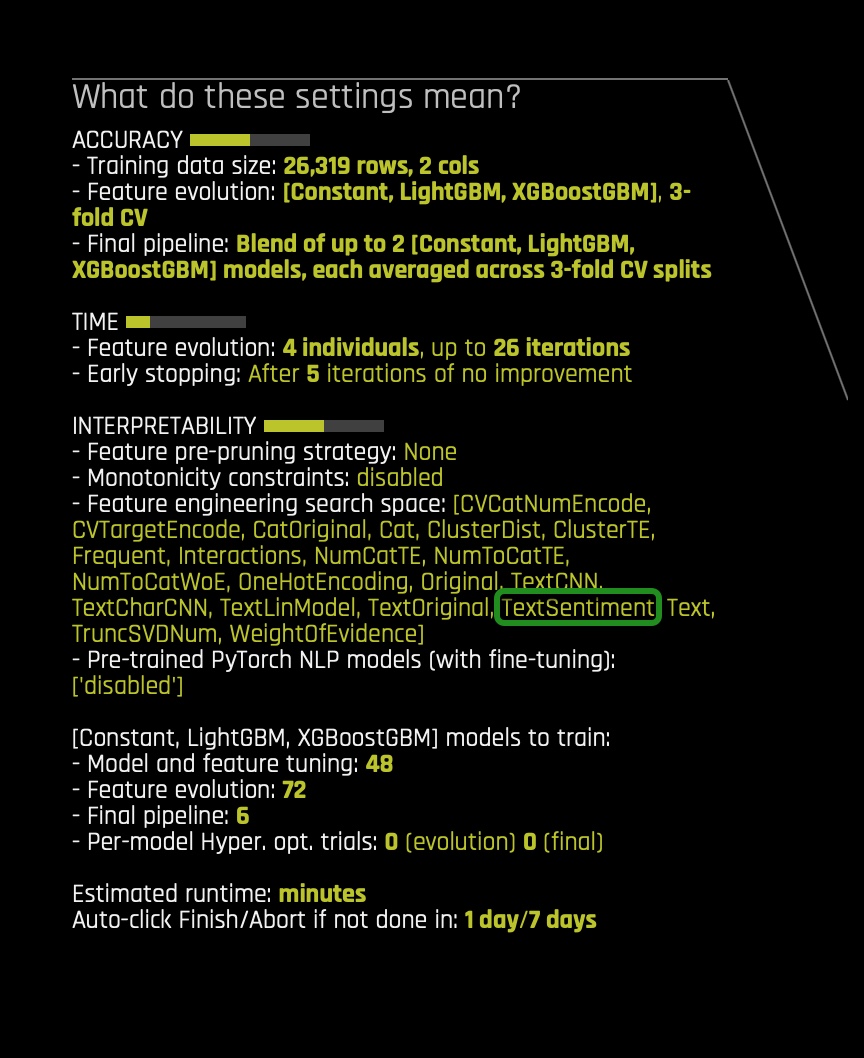 What do these settings mean?
ACCURACY
- Training data size: 26,319 rows, 2 cols
- Feature evolution: [Constant, LightGBM, XGBoostGBM], 3-
fold CV
- Final pipeline: Blend of up to 2 [Constant, LightGBM,
XGBoostGBM] models, each averaged across 3-fold CV splits
TIME
- Feature evolution: 4 individuals, up to 26 iterations
- Early stopping: After 5 iterations of no improvement
INTERPRETABILITY
- Feature pre-pruning strategy: None
- Monotonicity constraints: disabled
- Feature engineering search space: [CVCatNumEncode,
CVTargetEncode, CatOriginal, Cat, ClusterDist, ClusterTE,
Frequent, Interactions, NumCatTE, NumToCatTE,
NumToCatWoE, OneHotEncoding, Original, TextCNN,
TextCharCNN, TextLinModel, TextOriginal, TextSentiment Text,
TruncSVDNum, WeightOfEvidence]
- Pre-trained PyTorch NLP models (with fine-tuning):
['disabled']
[Constant, LightGBM, XGBoostGBM] models to train:
- Model and feature tuning: 48
- Feature evolution: 72
- Final pipeline: 6
- Per-model Hyper. opt. trials: 0 (evolution) 0 (final)
Estimated runtime: minutes
Auto-click Finish/Abort if not done in: 1 day/7 days